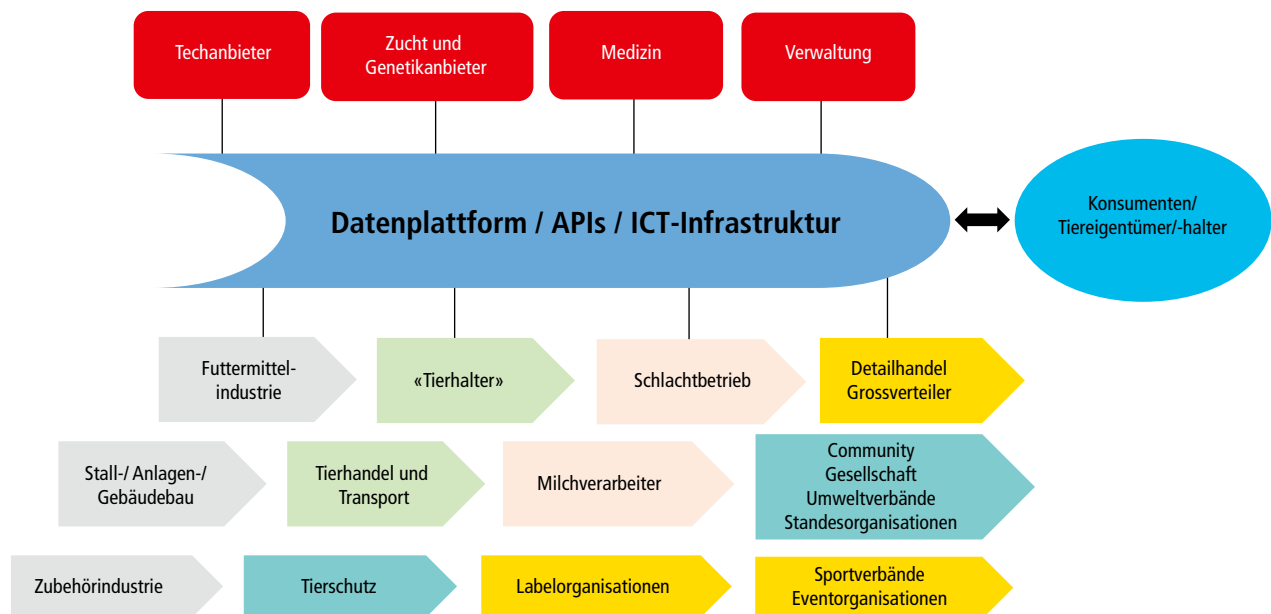 Techanbieter
Zucht und
Genetikanbieter
Medizin
Verwaltung
Datenplattform / APIs / ICT-Infrastruktur
Konsumenten/
Tiereigentümer/-halter
Futtermittel-
industrie
«Tierhalter»
Schlachtbetrieb
Detailhandel
Grossverteiler
Stall-/ Anlagen-/
Gebäudebau
Tierhandel und
Transport
Milchverarbeiter
Community
Gesellschaft
Umweltverbände
Standesorganisationen
Zubehörindustrie
Tierschutz
Labelorganisationen
Sportverbände
Eventorganisationen